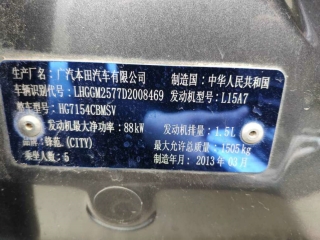 生产厂名：广汽本田汽车有限公司 制造国：中华人民共和国
车辆识别代号：LHGGM2577D2008469 发动机型号：L15A7
整车型号：HG7154CBMSV
发动机最大净功率：88kW 发动机排量：1.5L
品牌：锋范（CITY） 最大允许总质量：1505kg
乘坐人数：5 制造年月：2013年03月